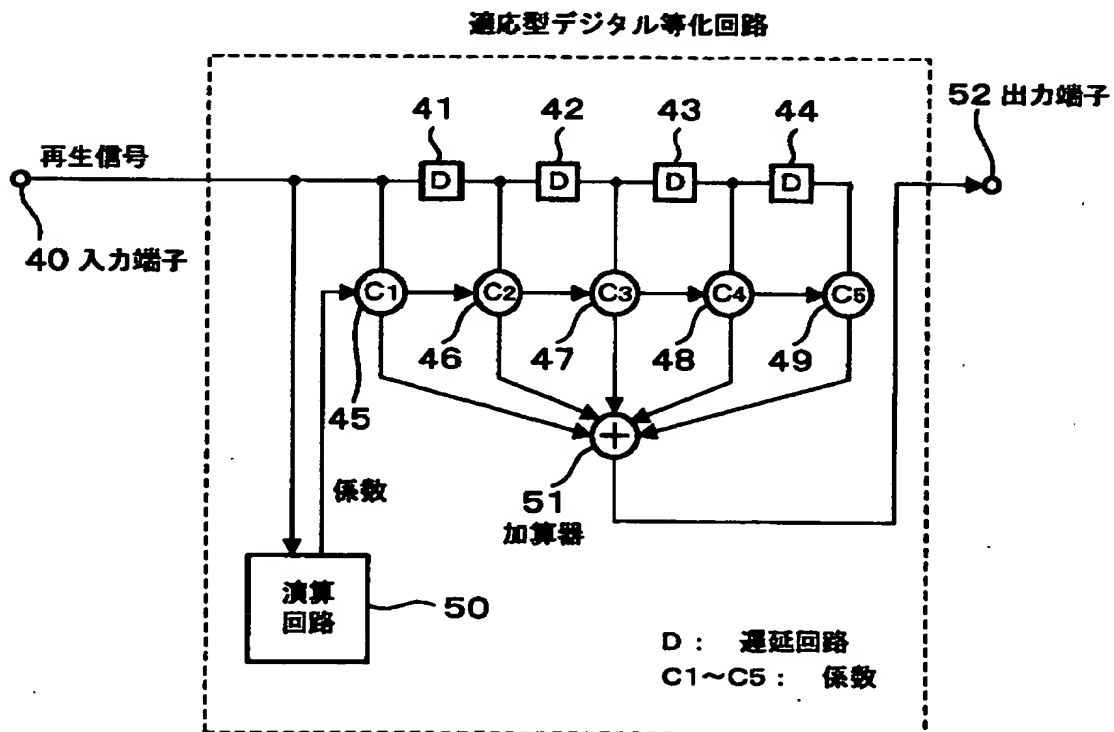 適応型デジタル等化回路
52 出力端子
41
42
43
44
再生信号
D
D
D
D
40 入力端子
C1
C2
C3
C4
C5
45
46
47
48
49
+
係数
51
加算器
演算
回路
50
D : 遅延回路
C1~C5 : 係数